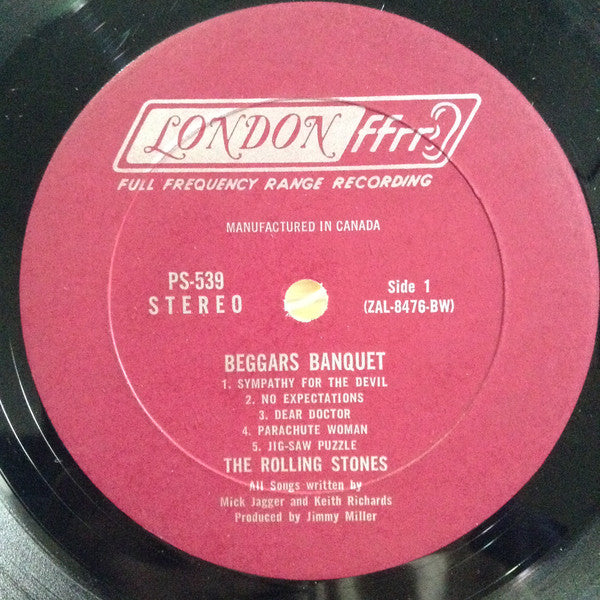 LONDON ffrr
FULL FREQUENCY RANGE RECORDING
MANUFACTURED IN CANADA
PS-539 Side 1
STEREO (ZAL-8476-BW)
BEGGARS BANQUET
1. SYMPATHY FOR THE DEVIL
2. NO EXPECTATIONS
3. DEAR DOCTOR
4. PARACHUTE WOMAN
5. JIG-SAW PUZZLE
THE ROLLING STONES
All Songs written by
Mick Jagger and Keith Richards
Produced by Jimmy Miller